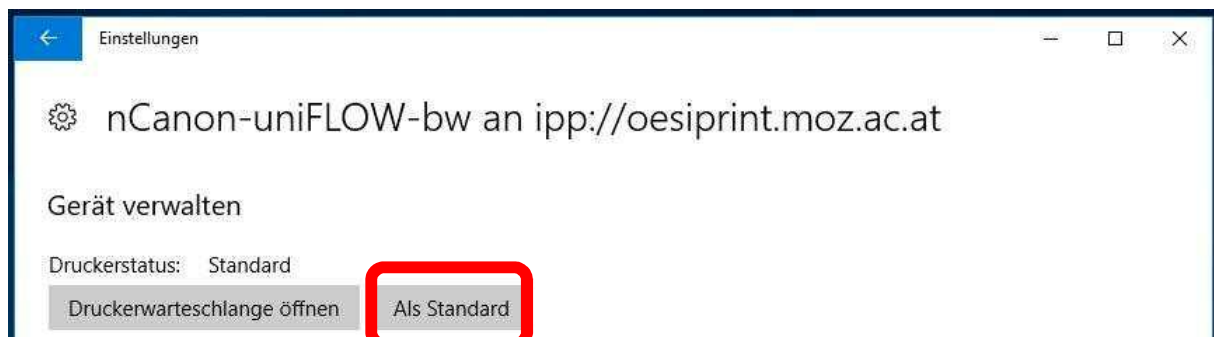 Einstellungen
nCanon-uniFLOW-bw an ipp://oesiprint.moz.ac.at
Gerät verwalten
Druckerstatus: Standard
Druckerwarteschlange öffnen Als Standard